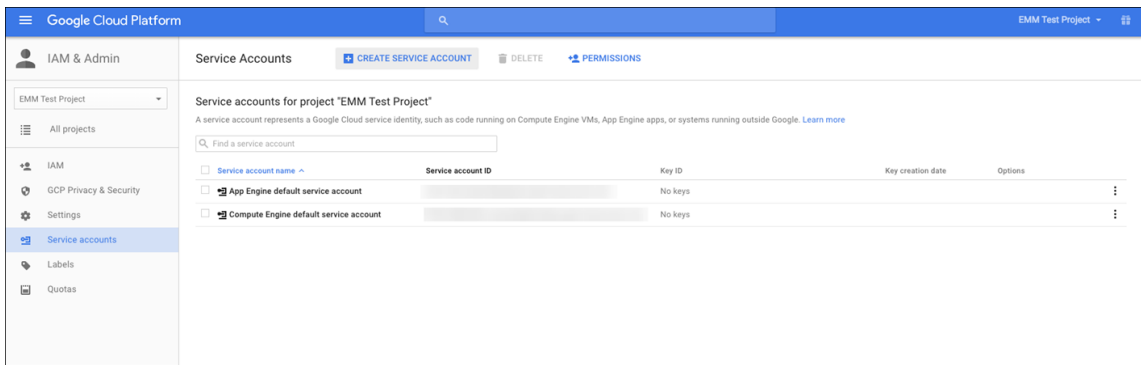 Google Cloud Platform
EMM Test Project
IAM & Admin
EMM Test Project
All projects
IAM
GCP Privacy & Security
Settings
Service accounts
Labels
Quotas
Service Accounts CREATE SERVICE ACCOUNT DELETE PERMISSIONS
Service accounts for project "EMM Test Project"
A service account represents a Google Cloud service identity, such as code running on Compute Engine VMs, App Engine apps, or systems running outside Google. Learn more
Find a service account
Service account name Service account ID Key ID Key creation date Options
App Engine default service account No keys
Compute Engine default service account No keys